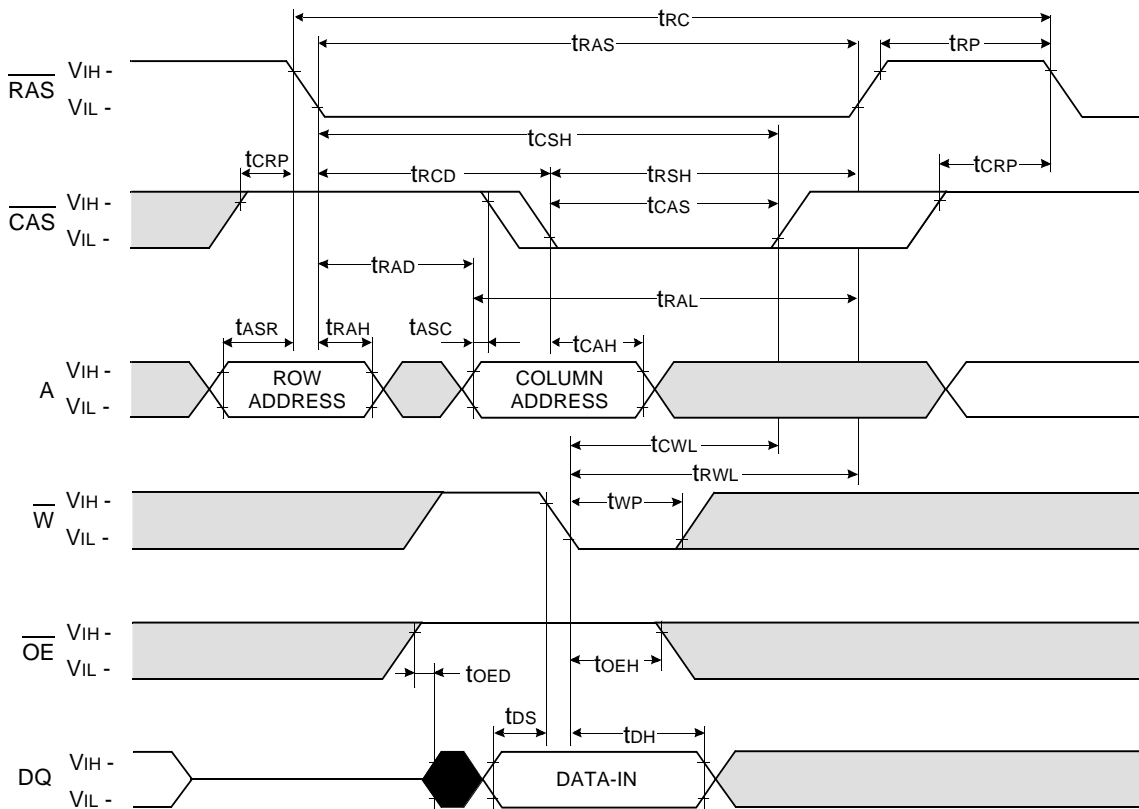 tRC
tRAS
tRP
RAS
VIH -
VIL -
tCSH
tCRP
tRCD
tRSH
tCRP
CAS
VIH -
VIL -
tCAS
tRAD
tRAL
tASR
tRAH
tASC
tCAH
A
VIH -
VIL -
ROW
ADDRESS
COLUMN
ADDRESS
tCWL
tRWL
W
VIH -
VIL -
tWP
OE
VIH -
VIL -
tOEH
tOED
tDS
tDH
DQ
VIH -
VIL -
DATA-IN